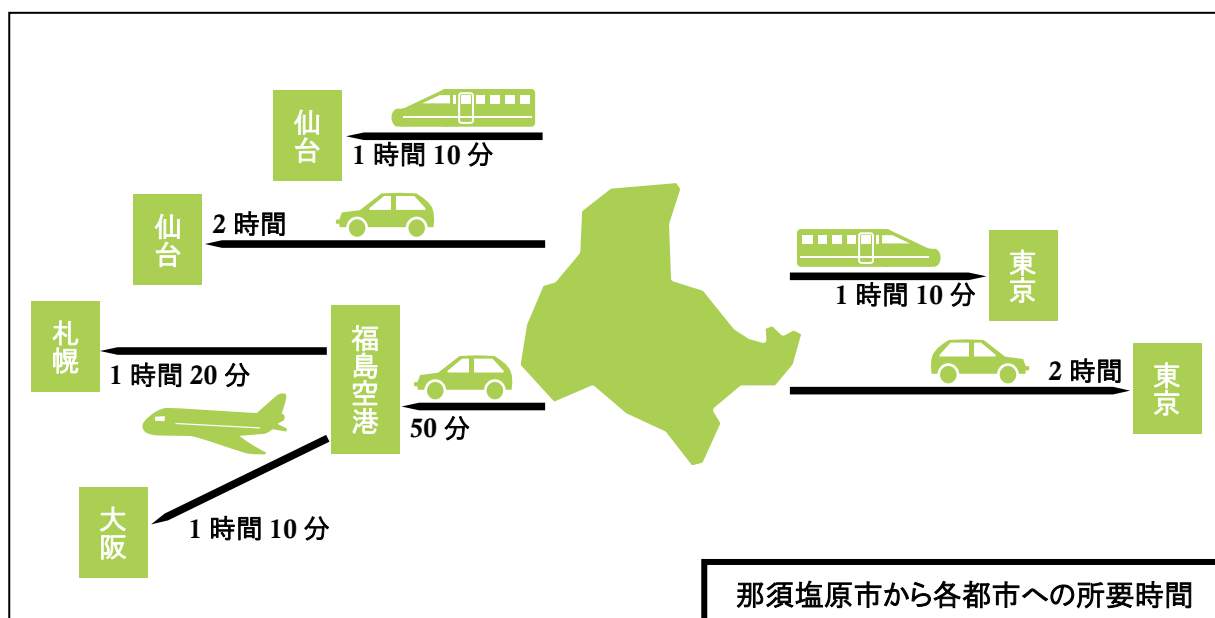 仙台
1 時間 10 分
仙台
2 時間
札幌
1 時間 20 分
福島空港
50 分
大阪
1 時間 10 分
東京
1 時間 10 分
東京
2 時間
那須塩原市から各都市への所要時間